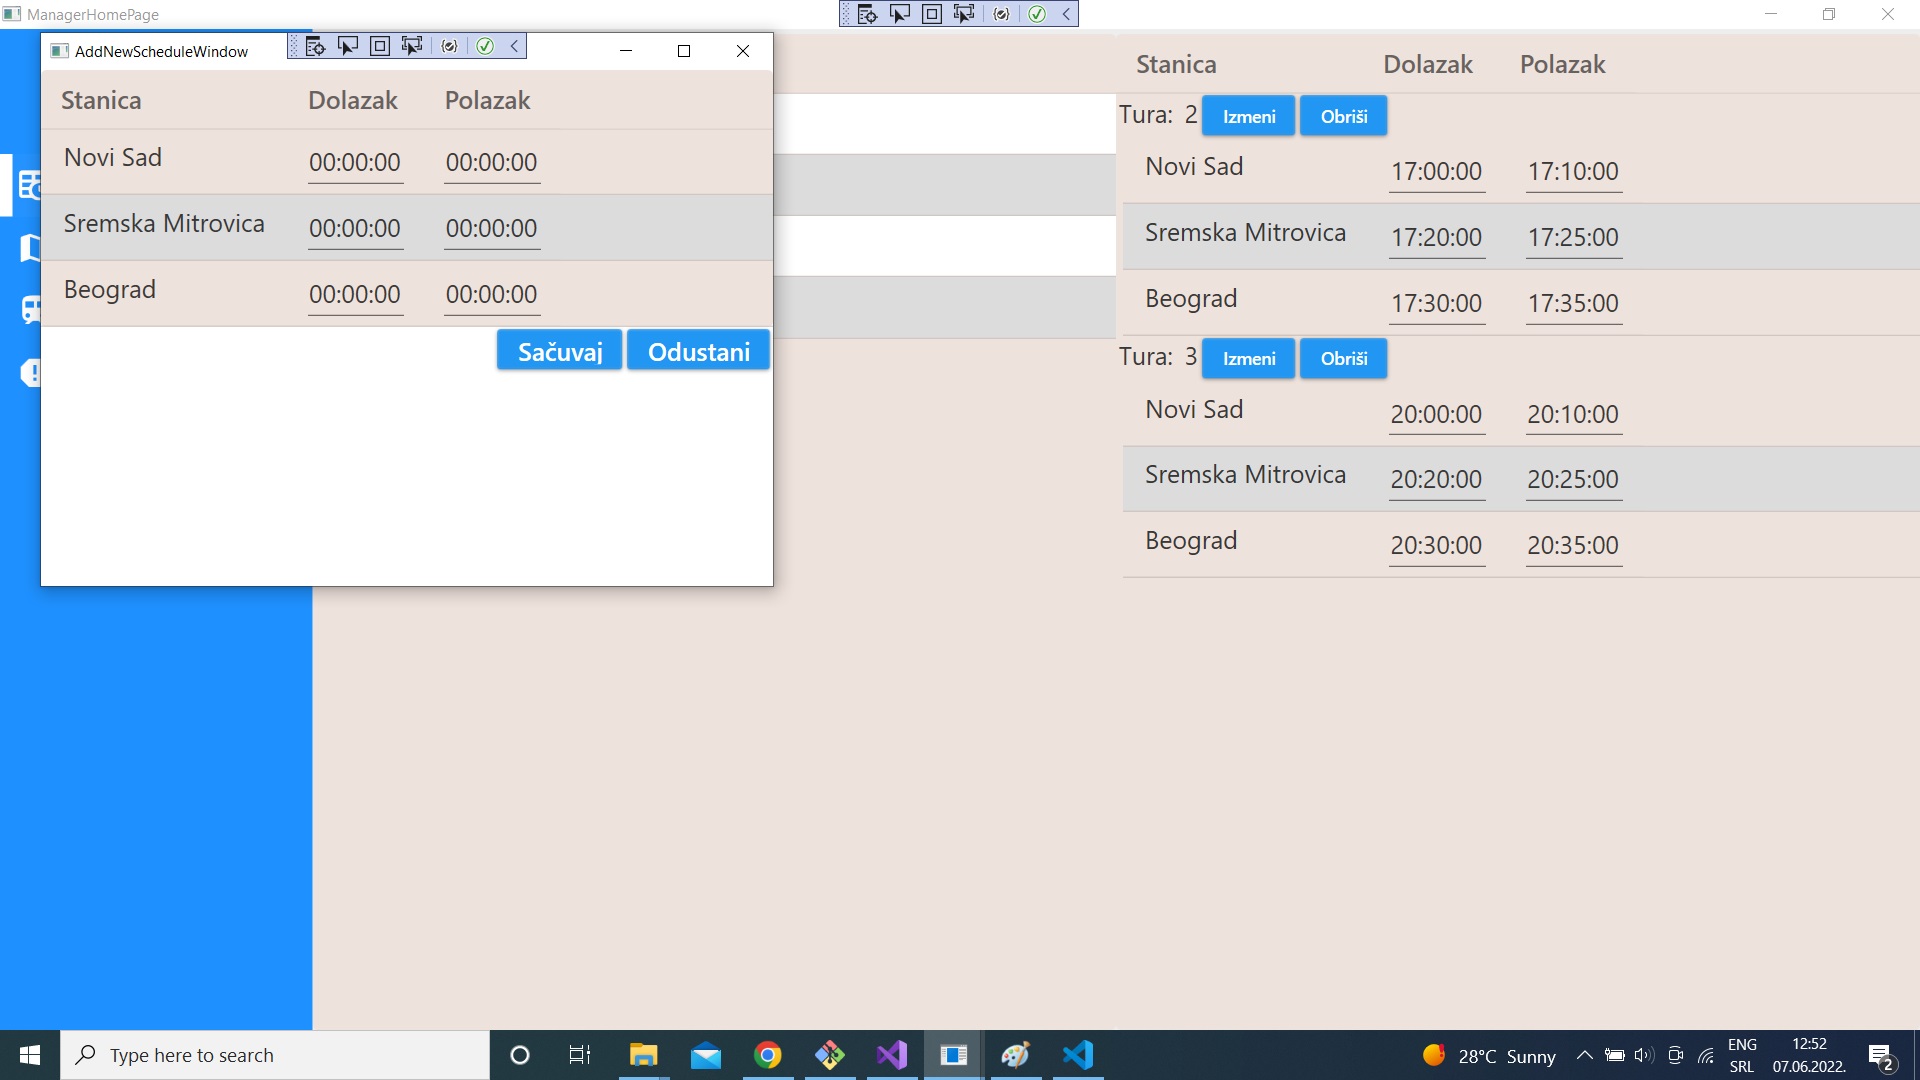 ManagerHomePage
AddNewScheduleWindow
Stanica Dolazak Polazak
Novi Sad 00:00:00 00:00:00
Sremska Mitrovica 00:00:00 00:00:00
Beograd 00:00:00 00:00:00
Sačuvaj Odustani
Stanica Dolazak Polazak
Tura: 2 Izmeni Obriši
Novi Sad 17:00:00 17:10:00
Sremska Mitrovica 17:20:00 17:25:00
Beograd 17:30:00 17:35:00
Tura: 3 Izmeni Obriši
Novi Sad 20:00:00 20:10:00
Sremska Mitrovica 20:20:00 20:25:00
Beograd 20:30:00 20:35:00
Type here to search
28°C Sunny
ENG
SRL
12:52
07.06.2022.
2